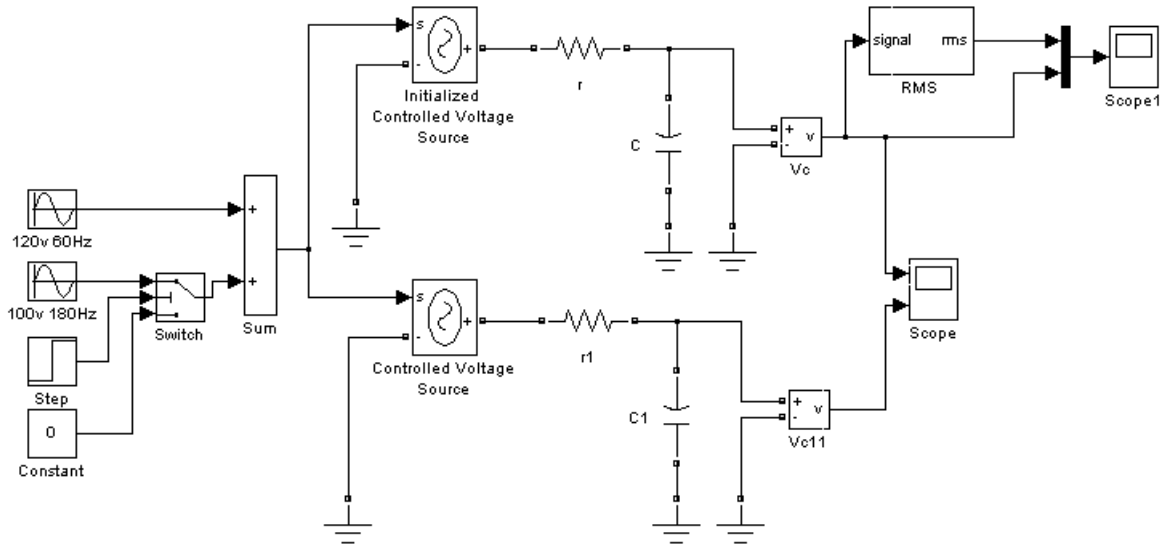 s
+
-
Initialized
Controlled Voltage
Source
r
C
+
-
v
Vc
signal rms
RMS
Scope1
120v 60Hz
100v 180Hz
Switch
Step
0
Constant
+
+
Sum
s
+
-
Controlled Voltage
Source
r1
C1
+
-
v
Vc11
Scope